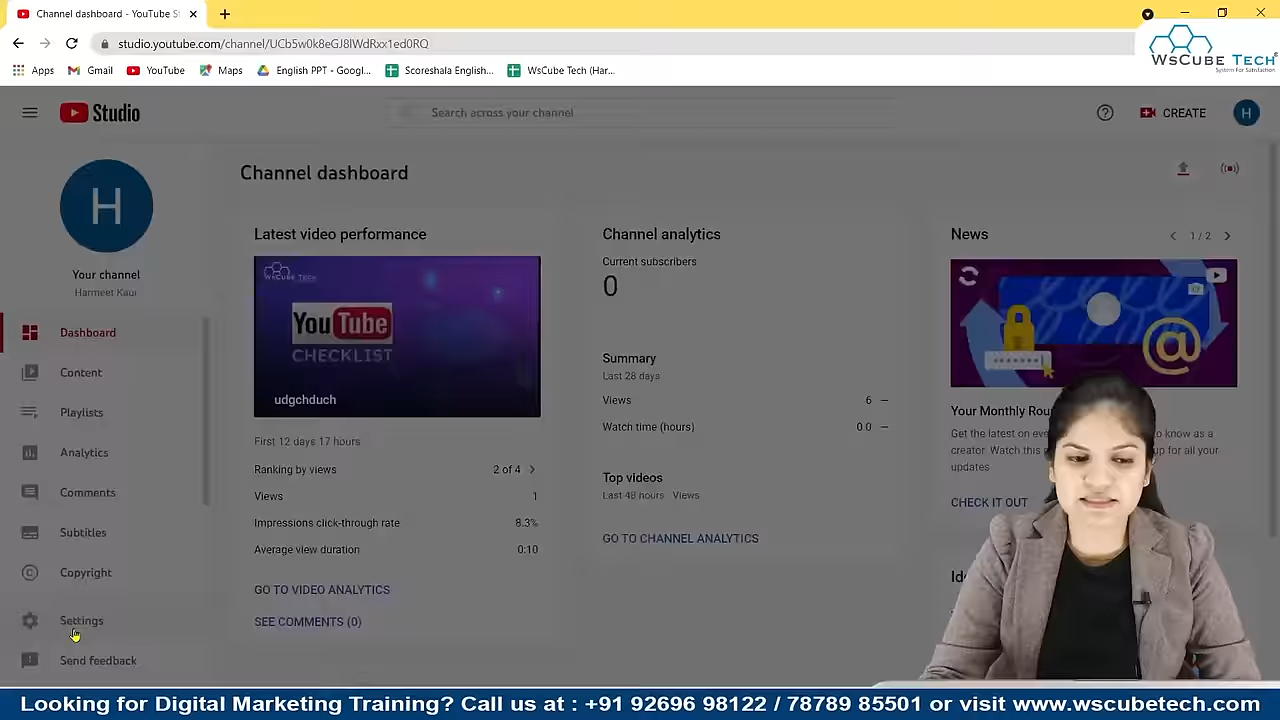 Channel dashboard - YouTube St
studio.youtube.com/channel/UCb5w0k8eGJ8lWdRxx1ed0RQ
WsCube Tech
System For Satisfaction
Apps Gmail YouTube Maps English PPT - Googl... Scoreshala English... WsCube Tech (Har...
Studio
Search across your channel
CREATE
H
H
Your channel
Harmeet Kaur
Dashboard
Content
Playlists
Analytics
Comments
Subtitles
Copyright
Settings
Send feedback
Channel dashboard
Latest video performance
WsCube Tech
YouTube
CHECKLIST
udgchduch
First 12 days 17 hours
Ranking by views 2 of 4
Views 1
Impressions click-through rate 8.3%
Average view duration 0:10
GO TO VIDEO ANALYTICS
SEE COMMENTS (0)
Channel analytics
Current subscribers
0
Summary
Last 28 days
Views 6 —
Watch time (hours) 0.0 —
Top videos
Last 48 hours Views
GO TO CHANNEL ANALYTICS
News
1 / 2
@
Your Monthly Rou
Get the latest on eve to know as a
creator. Watch this up for all your
updates
CHECK IT OUT
Looking for Digital Marketing Training? Call us at : +91 92696 98122 / 78789 85501 or visit www.wscubetech.com